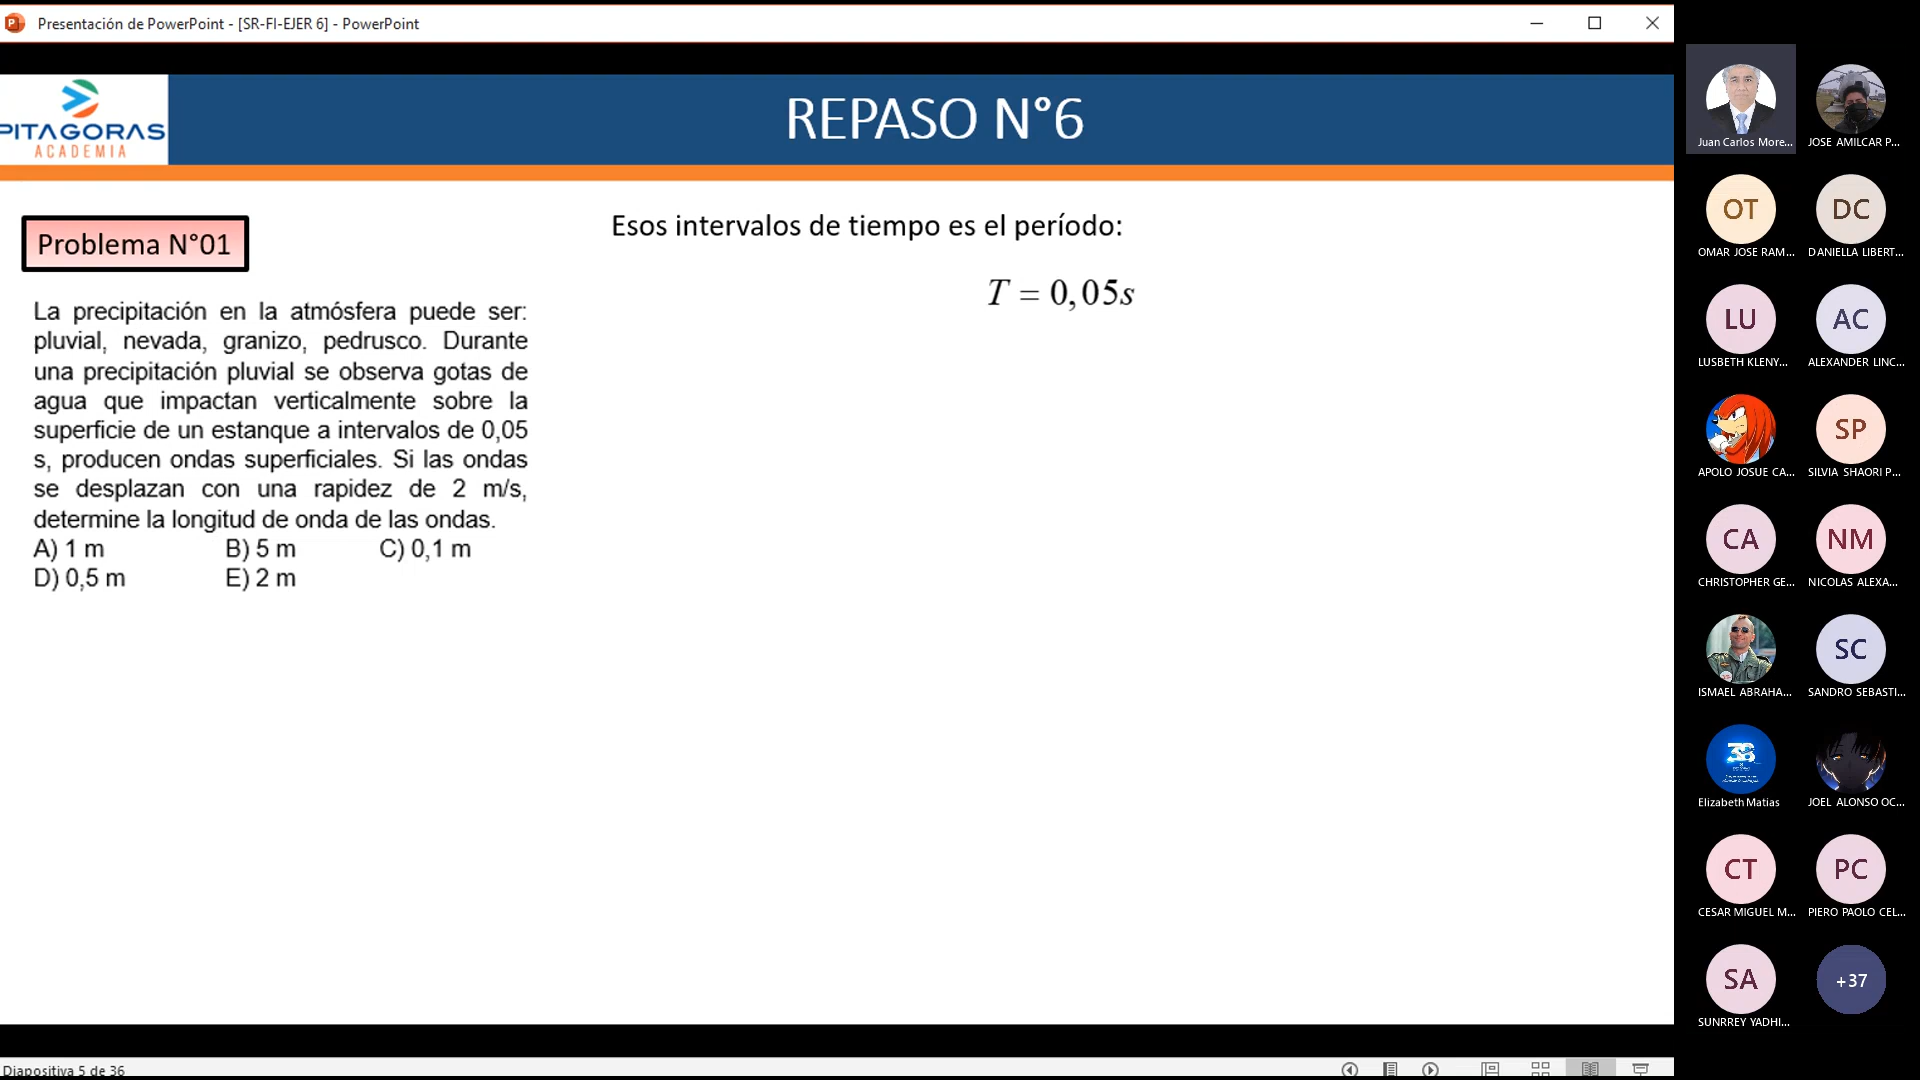 Presentación de PowerPoint - [SR-FI-EJER 6] - PowerPoint
PITAGORAS
ACADEMIA
REPASO N°6
Problema N°01
La precipitación en la atmósfera puede ser:
pluvial, nevada, granizo, pedrusco. Durante
una precipitación pluvial se observa gotas de
agua que impactan verticalmente sobre la
superficie de un estanque a intervalos de 0,05
s, producen ondas superficiales. Si las ondas
se desplazan con una rapidez de 2 m/s,
determine la longitud de onda de las ondas.
A) 1 m B) 5 m C) 0,1 m
D) 0,5 m E) 2 m
Esos intervalos de tiempo es el período:
T = 0,05s
Diapositiva 5 de 36
Juan Carlos More...
JOSE AMILCAR P...
OT
OMAR JOSE RAM...
DC
DANIELLA LIBERT...
LU
LUSBETH KLENY...
AC
ALEXANDER LINC...
APOLO JOSUE CA...
SP
SILVIA SHAORI P...
CA
CHRISTOPHER GE...
NM
NICOLAS ALEXA...
ISMAEL ABRAHA...
SC
SANDRO SEBASTI...
38
Elizabeth Matias
JOEL ALONSO OC...
CT
CESAR MIGUEL M...
PC
PIERO PAOLO CEL...
SA
SUNRREY YADHI...
+37